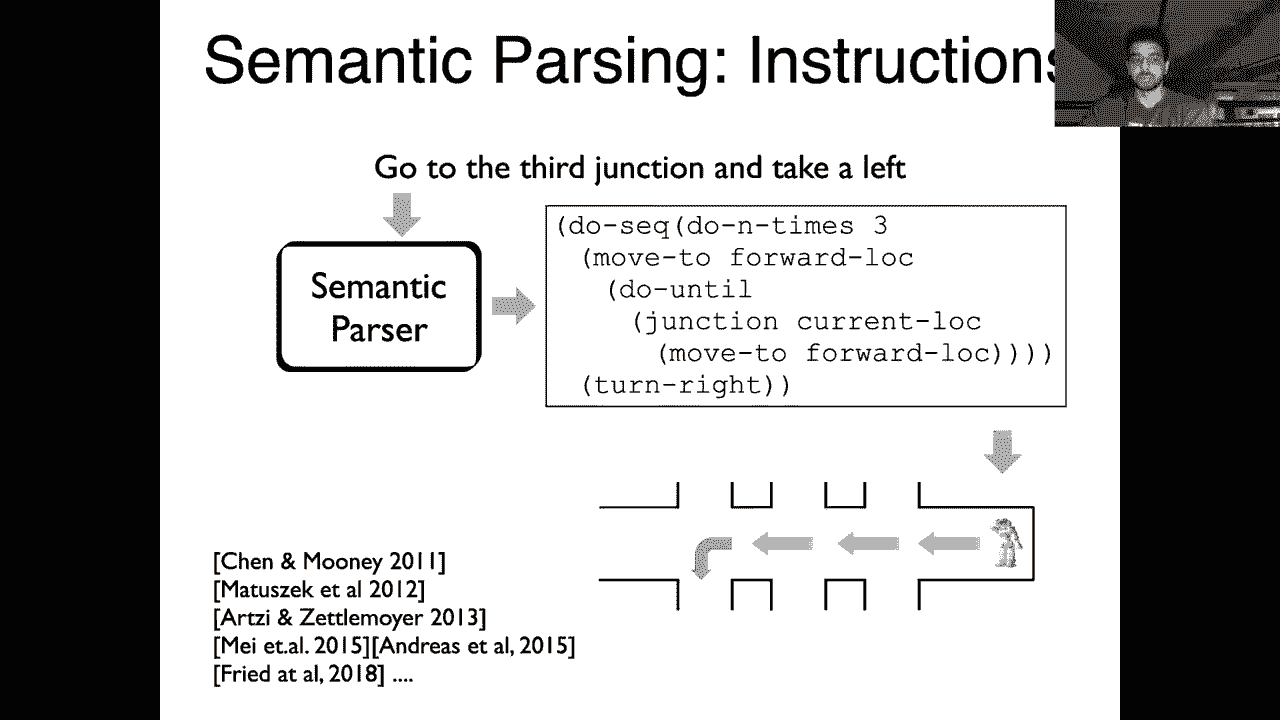 Semantic Parsing: Instructions
Go to the third junction and take a left
Semantic
Parser
(do-seq(do-n-times 3
(move-to forward-loc
(do-until
(junction current-loc
(move-to forward-loc))))
(turn-right))
[Chen & Mooney 2011]
[Matuszek et al 2012]
[Artzi & Zettlemoyer 2013]
[Mei et.al. 2015][Andreas et al, 2015]
[Fried at al, 2018] ....